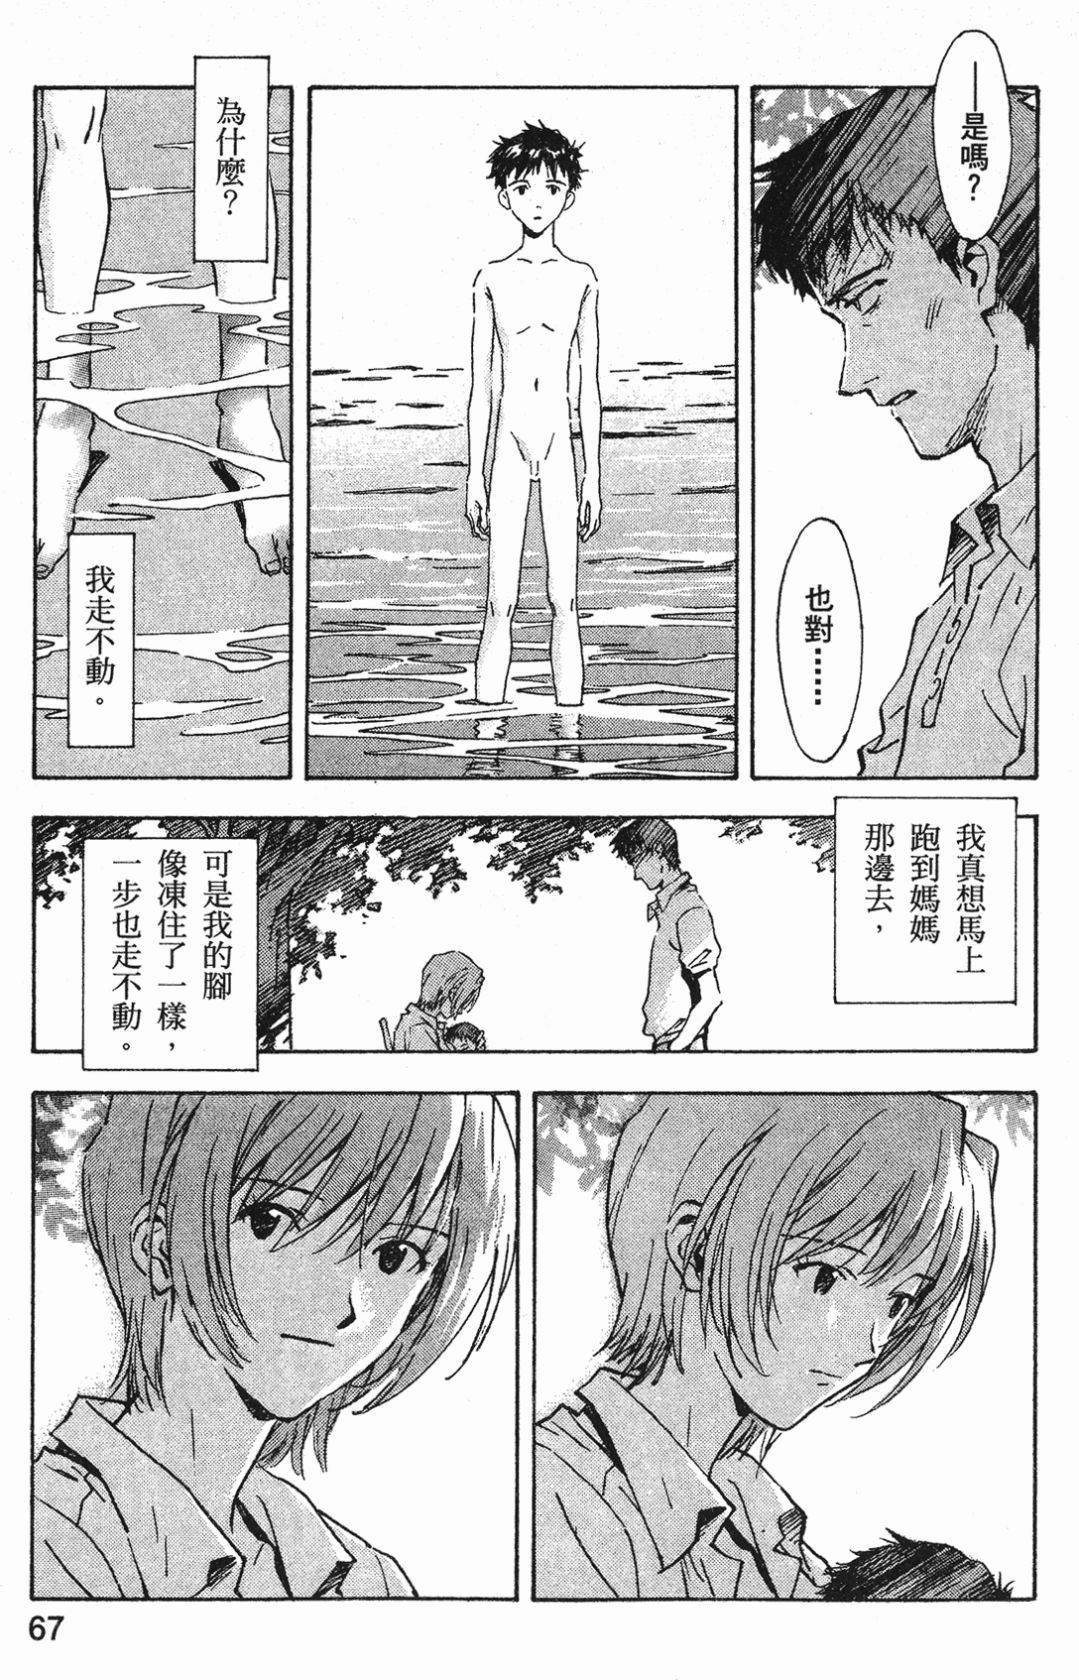 ——是嗎？
也對⋯⋯
為什麼？
我走不動。
我真想馬上
跑到媽媽
那邊去，
可是我的腳
像凍住了一樣，
一步也走不動。
67